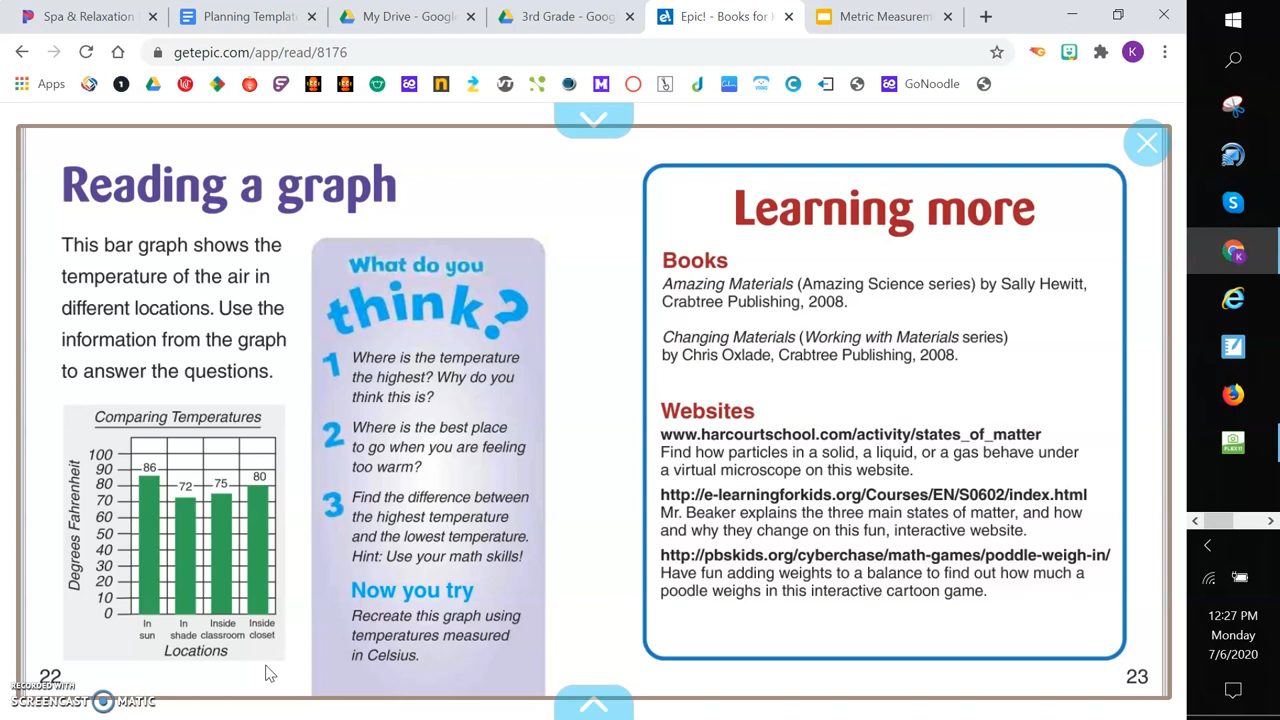 Spa & Relaxation
Planning Templat
My Drive - Google
3rd Grade - Goog
Epic! - Books for
Metric Measurem
getepic.com/app/read/8176
K
Apps
GoNoodle
Reading a graph
This bar graph shows the
temperature of the air in
different locations. Use the
information from the graph
to answer the questions.
Comparing Temperatures
Degrees Fahrenheit
100
90
80
70
60
50
40
30
20
10
0
86
72
75
80
In sun
In shade
Inside classroom
Inside closet
Locations
22
What do you
think?
1 Where is the temperature
the highest? Why do you
think this is?
2 Where is the best place
to go when you are feeling
too warm?
3 Find the difference between
the highest temperature
and the lowest temperature.
Hint: Use your math skills!
Now you try
Recreate this graph using
temperatures measured
in Celsius.
Learning more
Books
Amazing Materials (Amazing Science series) by Sally Hewitt,
Crabtree Publishing, 2008.
Changing Materials (Working with Materials series)
by Chris Oxlade, Crabtree Publishing, 2008.
Websites
www.harcourtschool.com/activity/states_of_matter
Find how particles in a solid, a liquid, or a gas behave under
a virtual microscope on this website.
http://e-learningforkids.org/Courses/EN/S0602/index.html
Mr. Beaker explains the three main states of matter, and how
and why they change on this fun, interactive website.
http://pbskids.org/cyberchase/math-games/poddle-weigh-in/
Have fun adding weights to a balance to find out how much a
poodle weighs in this interactive cartoon game.
23
RECORDED WITH
SCREENCAST MATIC
12:27 PM
Monday
7/6/2020